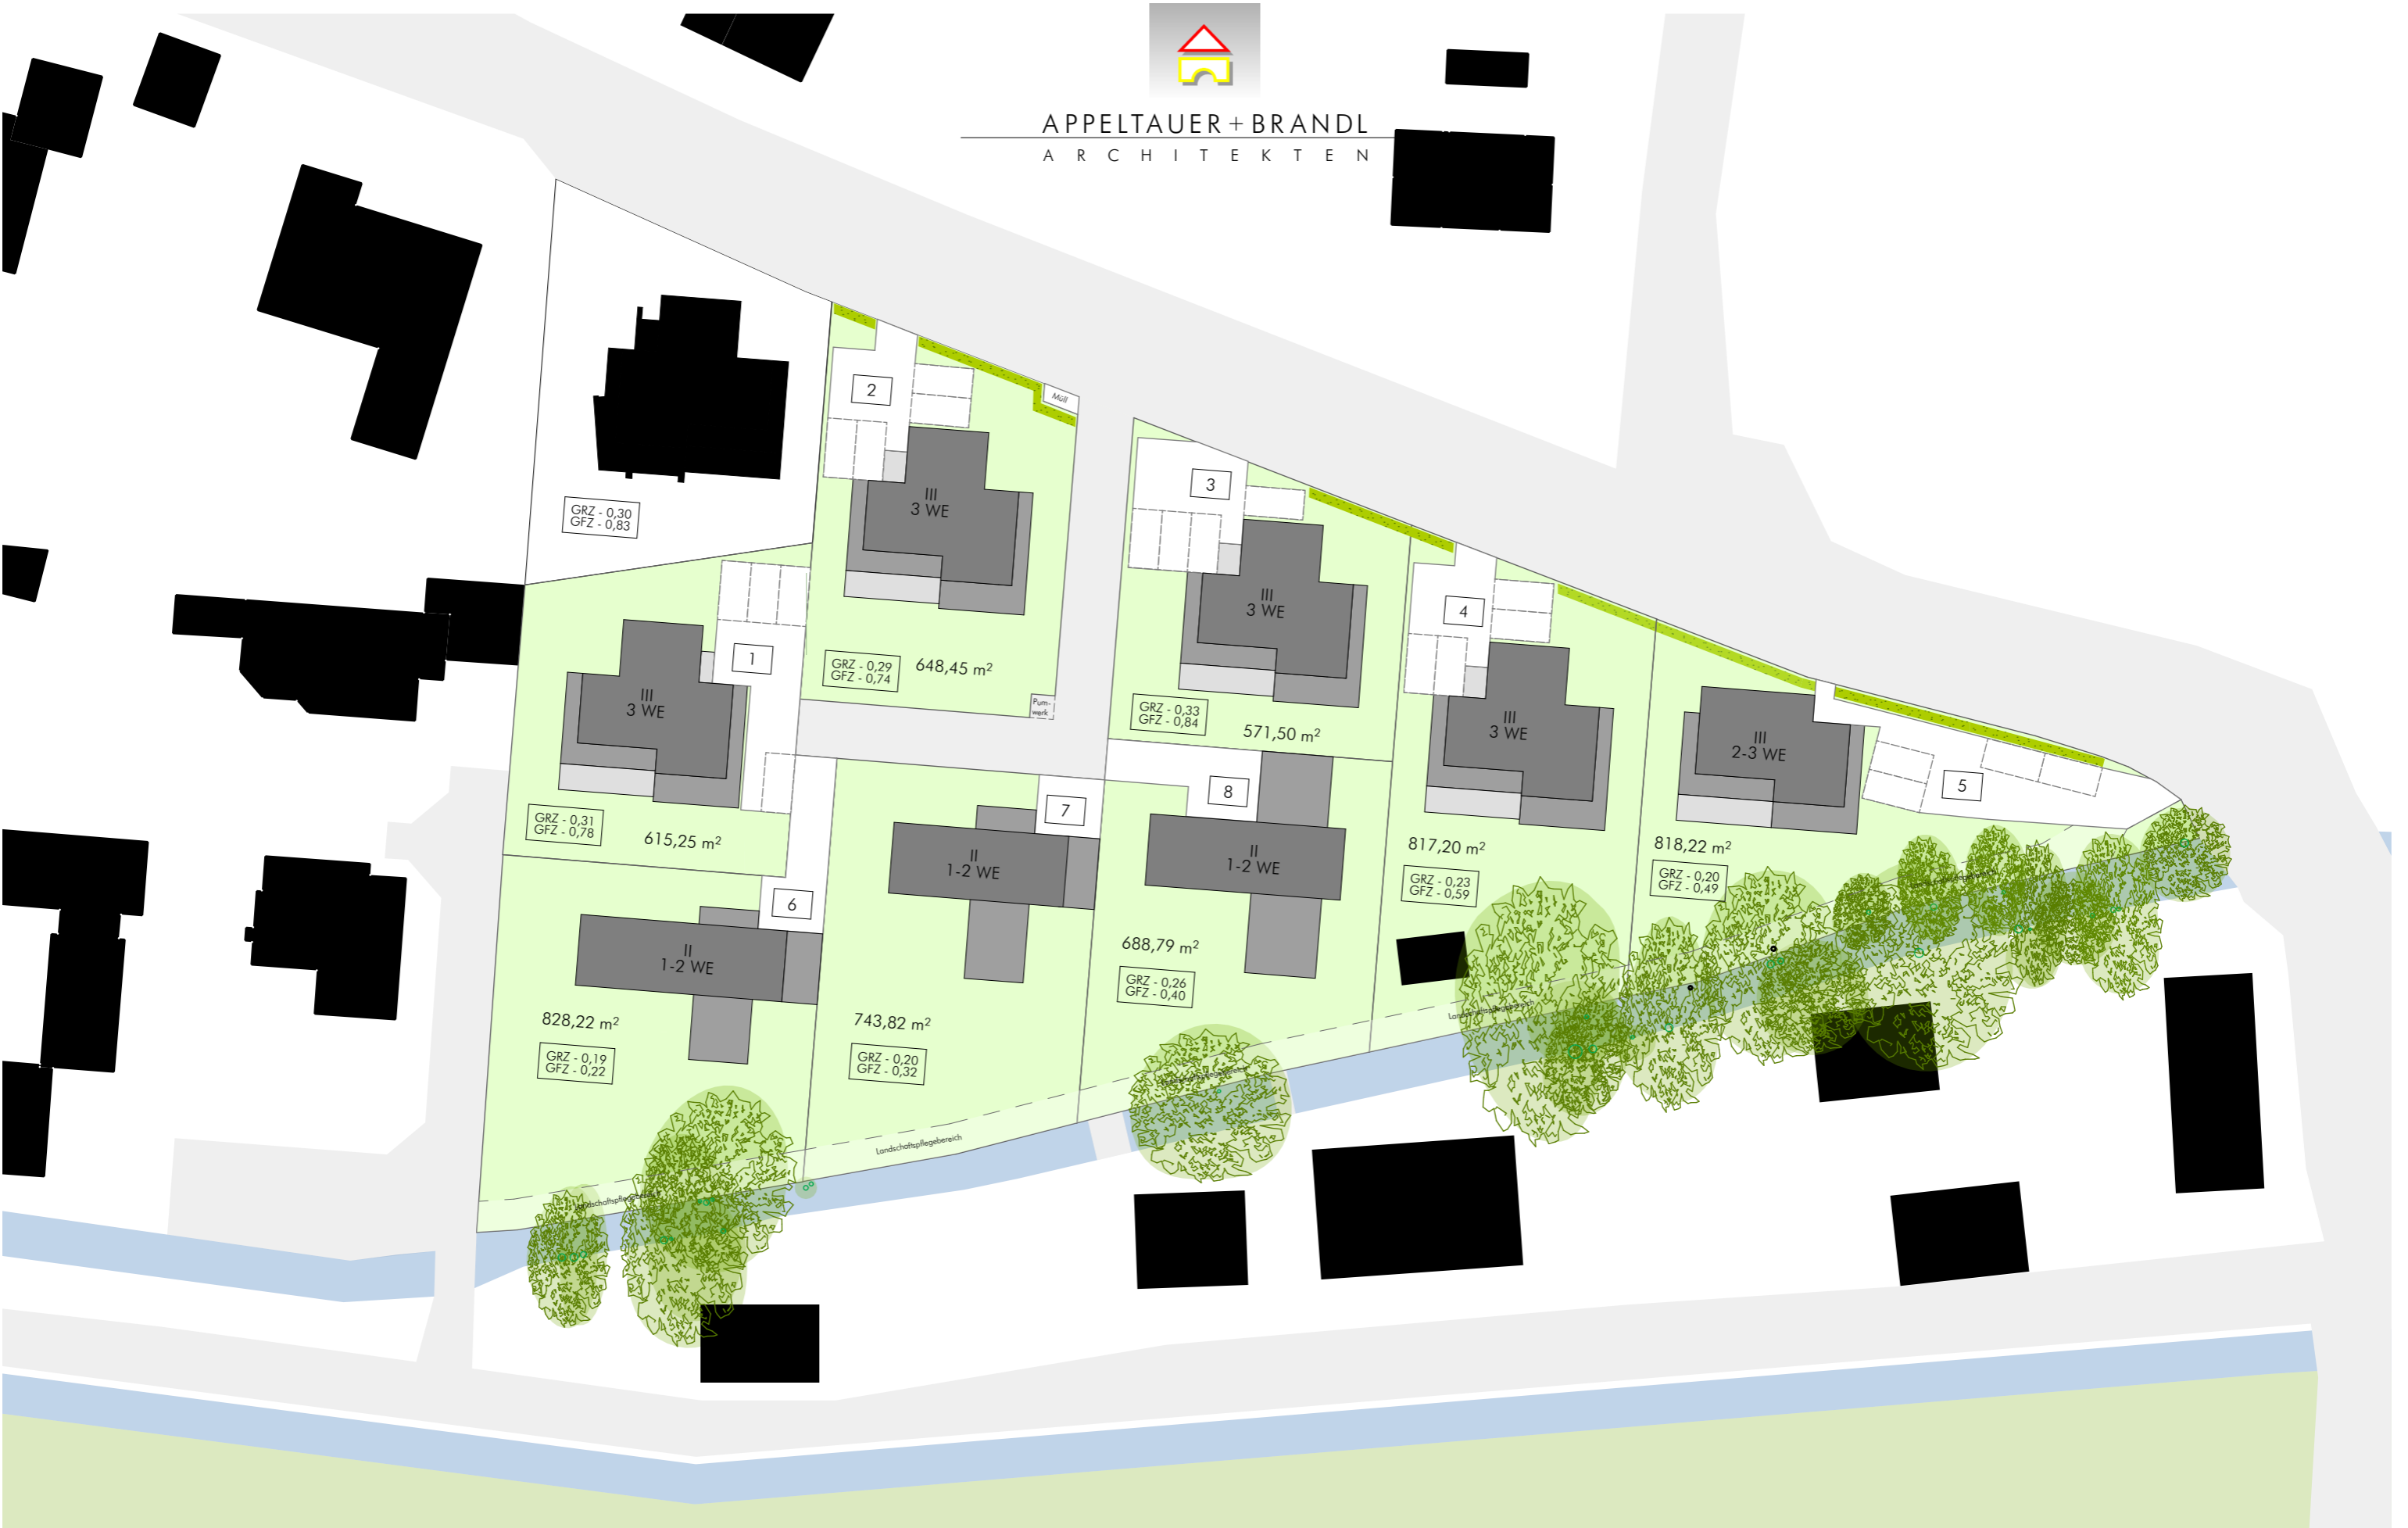 APPELTAUER+BRANDL
ARCHITEKTEN
2
Müll
III
3 WE
GRZ - 0,30
GFZ - 0,83
3
III
3 WE
4
1
GRZ - 0,29
GFZ - 0,74
648,45 m²
Pum-
werk
III
3 WE
GRZ - 0,33
GFZ - 0,84
571,50 m²
III
3 WE
III
2-3 WE
5
GRZ - 0,31
GFZ - 0,78
615,25 m²
7
8
II
1-2 WE
II
1-2 WE
817,20 m²
GRZ - 0,23
GFZ - 0,59
818,22 m²
GRZ - 0,20
GFZ - 0,49
Landschaftspflegebereich
6
II
1-2 WE
688,79 m²
GRZ - 0,26
GFZ - 0,40
828,22 m²
GRZ - 0,19
GFZ - 0,22
743,82 m²
GRZ - 0,20
GFZ - 0,32
Landschaftspflegebereich
Landschaftspflegebereich
Landschaftspflegebereich
Landschaftspflegebereich